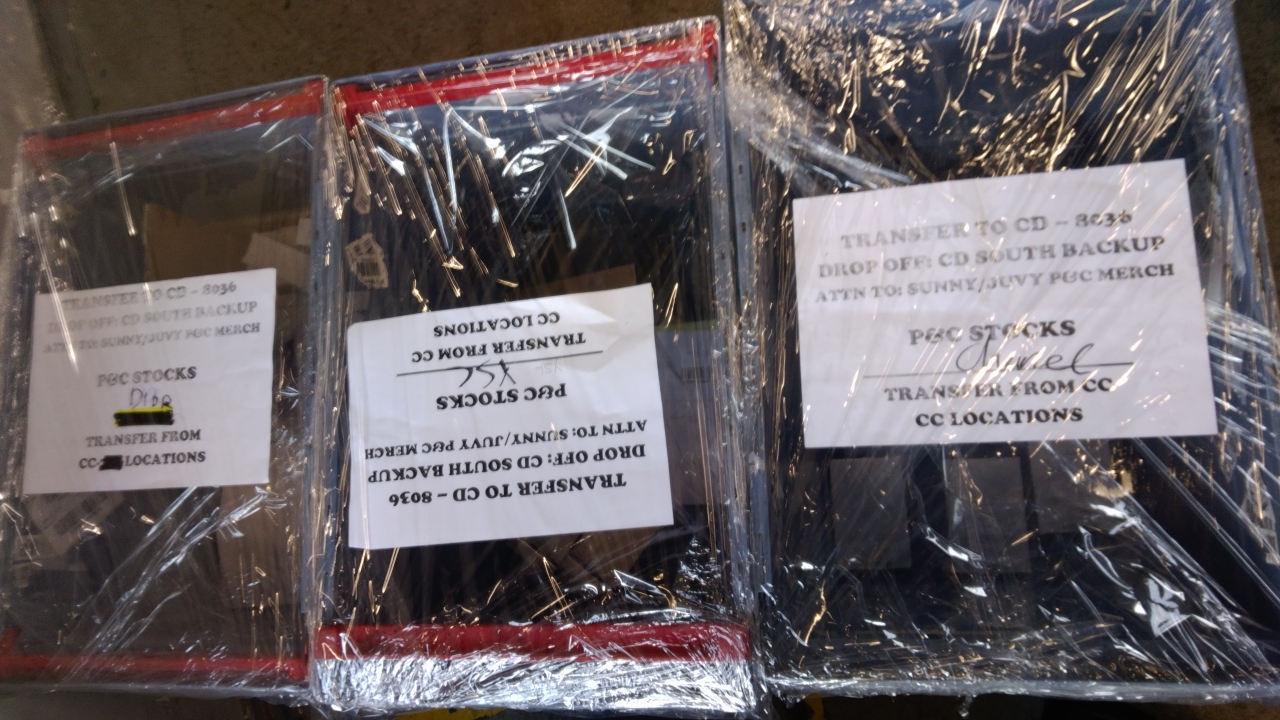 TRANSFER TO CD - 8036
DROP OFF: CD SOUTH BACKUP
ATTN TO: SUNNY/JUVY P&C MERCH
P&C STOCKS
TRANSFER FROM
CC- LOCATIONS
TRANSFER TO CD - 8036
DROP OFF: CD SOUTH BACKUP
ATTN TO: SUNNY/JUVY P&C MERCH
P&C STOCKS
TRANSFER FROM CC
CC LOCATIONS
TRANSFER TO CD - 8036
DROP OFF: CD SOUTH BACKUP
ATTN TO: SUNNY/JUVY P&C MERCH
P&C STOCKS
Chanel
TRANSFER FROM CC
CC LOCATIONS